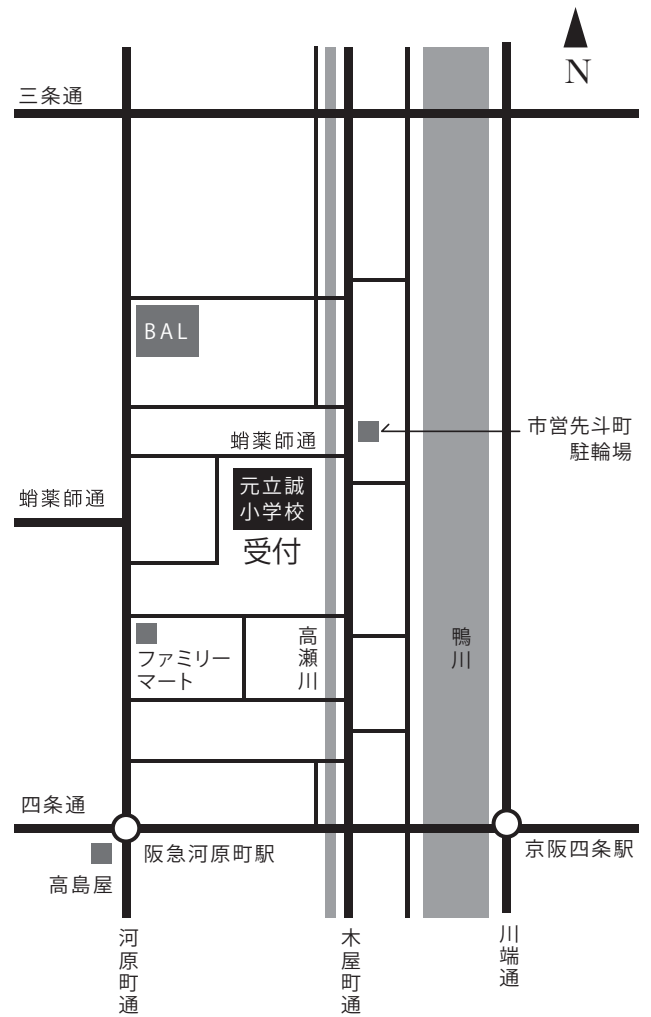 N
三条通
BAL
市営先斗町
駐輪場
蛸薬師通
元立誠
小学校
受付
蛸薬師通
高瀬川
鴨川
ファミリー
マート
四条通
阪急河原町駅
京阪四条駅
高島屋
河原町通
木屋町通
川端通